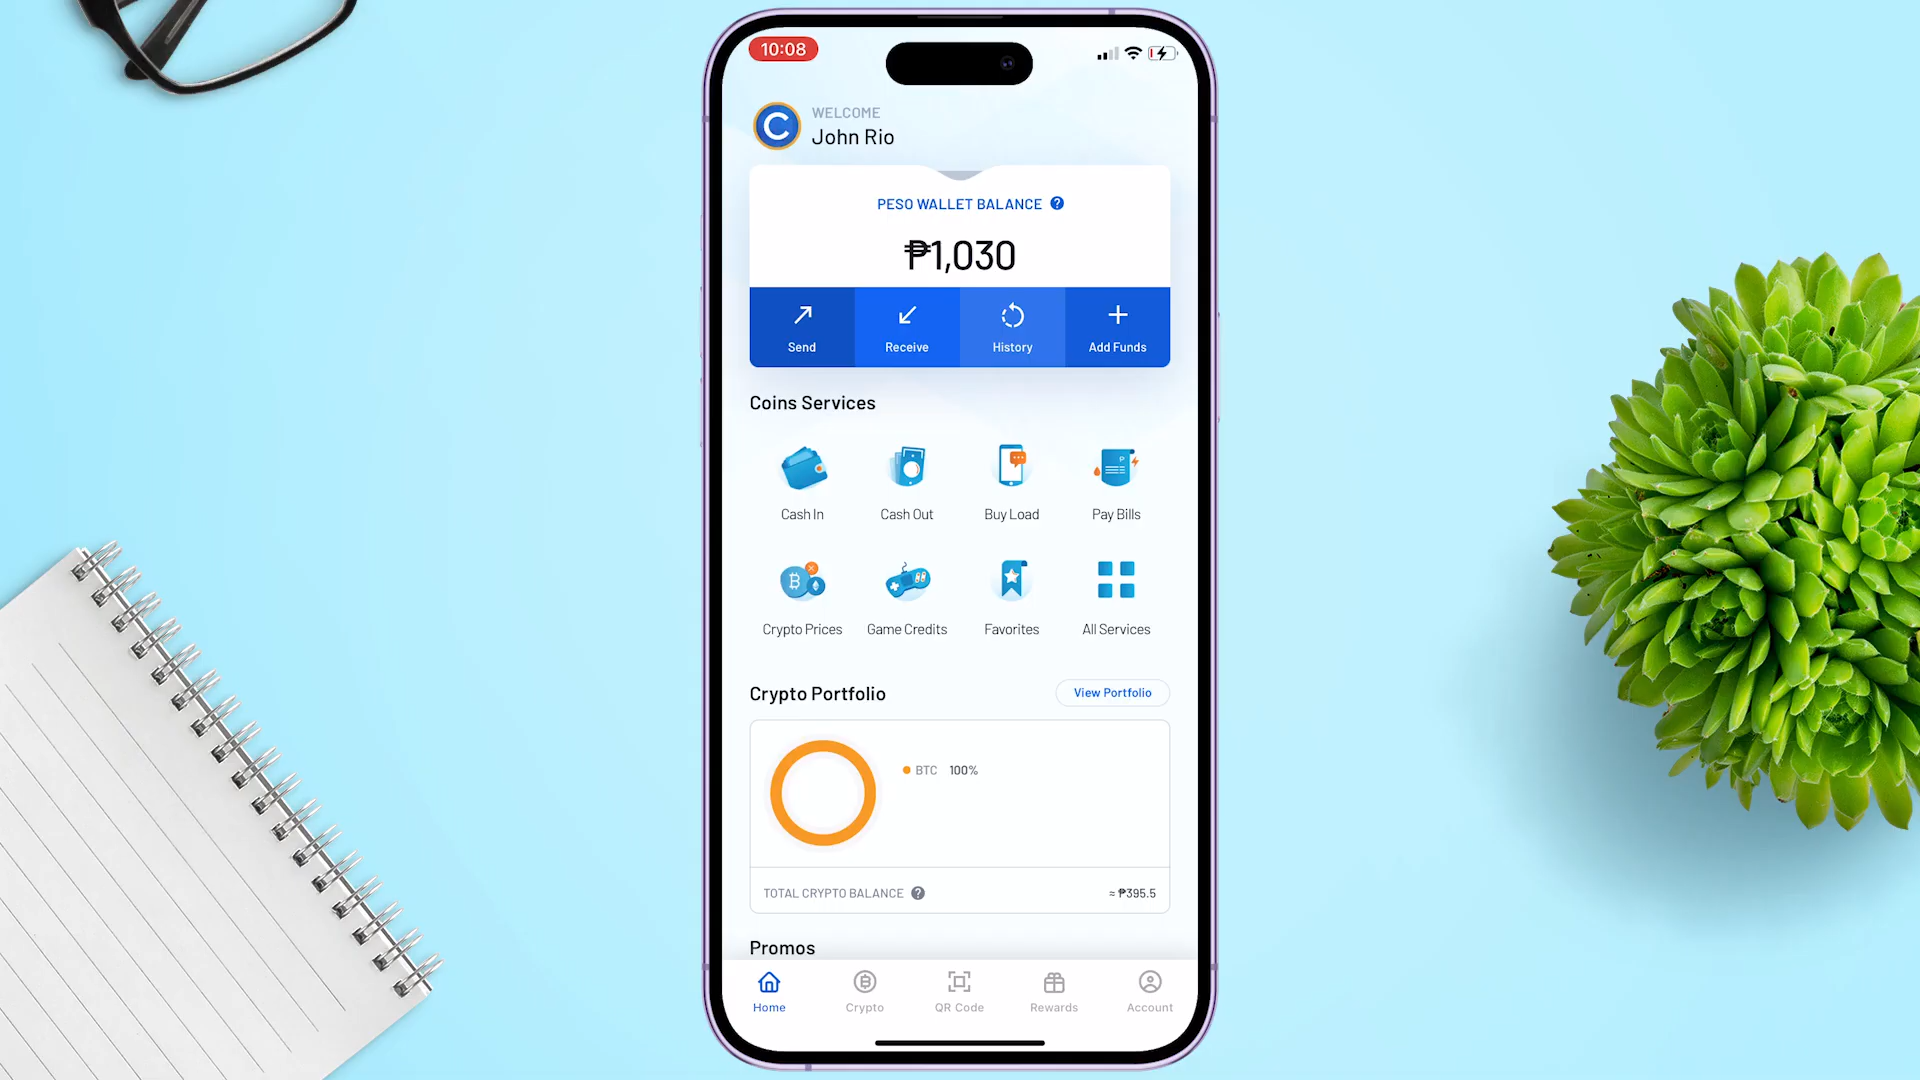 10:08
WELCOME
John Rio
PESO WALLET BALANCE ?
₱1,030
Send Receive History Add Funds
Coins Services
Cash In Cash Out Buy Load Pay Bills
Crypto Prices Game Credits Favorites All Services
Crypto Portfolio View Portfolio
BTC 100%
TOTAL CRYPTO BALANCE ? ≈ ₱395.5
Promos
Home Crypto QR Code Rewards Account